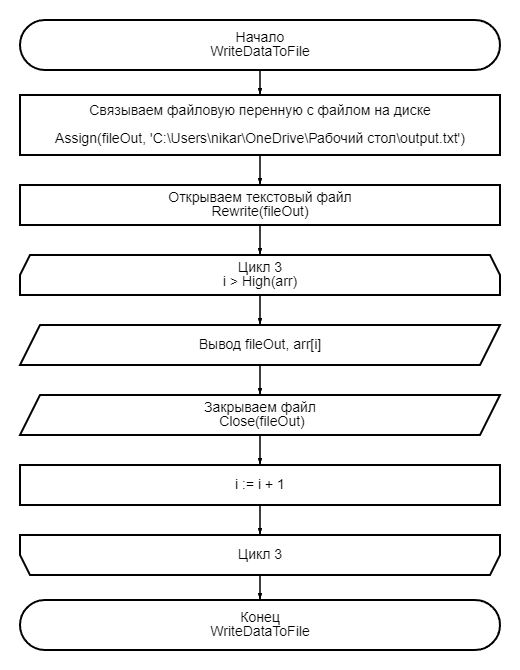 Начало
WriteDataToFile
Связываем файловую перенную с файлом на диске
Assign(fileOut, 'C:\Users\nikar\OneDrive\Рабочий стол\output.txt')
Открываем текстовый файл
Rewrite(fileOut)
Цикл 3
i > High(arr)
Вывод fileOut, arr[i]
Закрываем файл
Close(fileOut)
i := i + 1
Цикл 3
Конец
WriteDataToFile